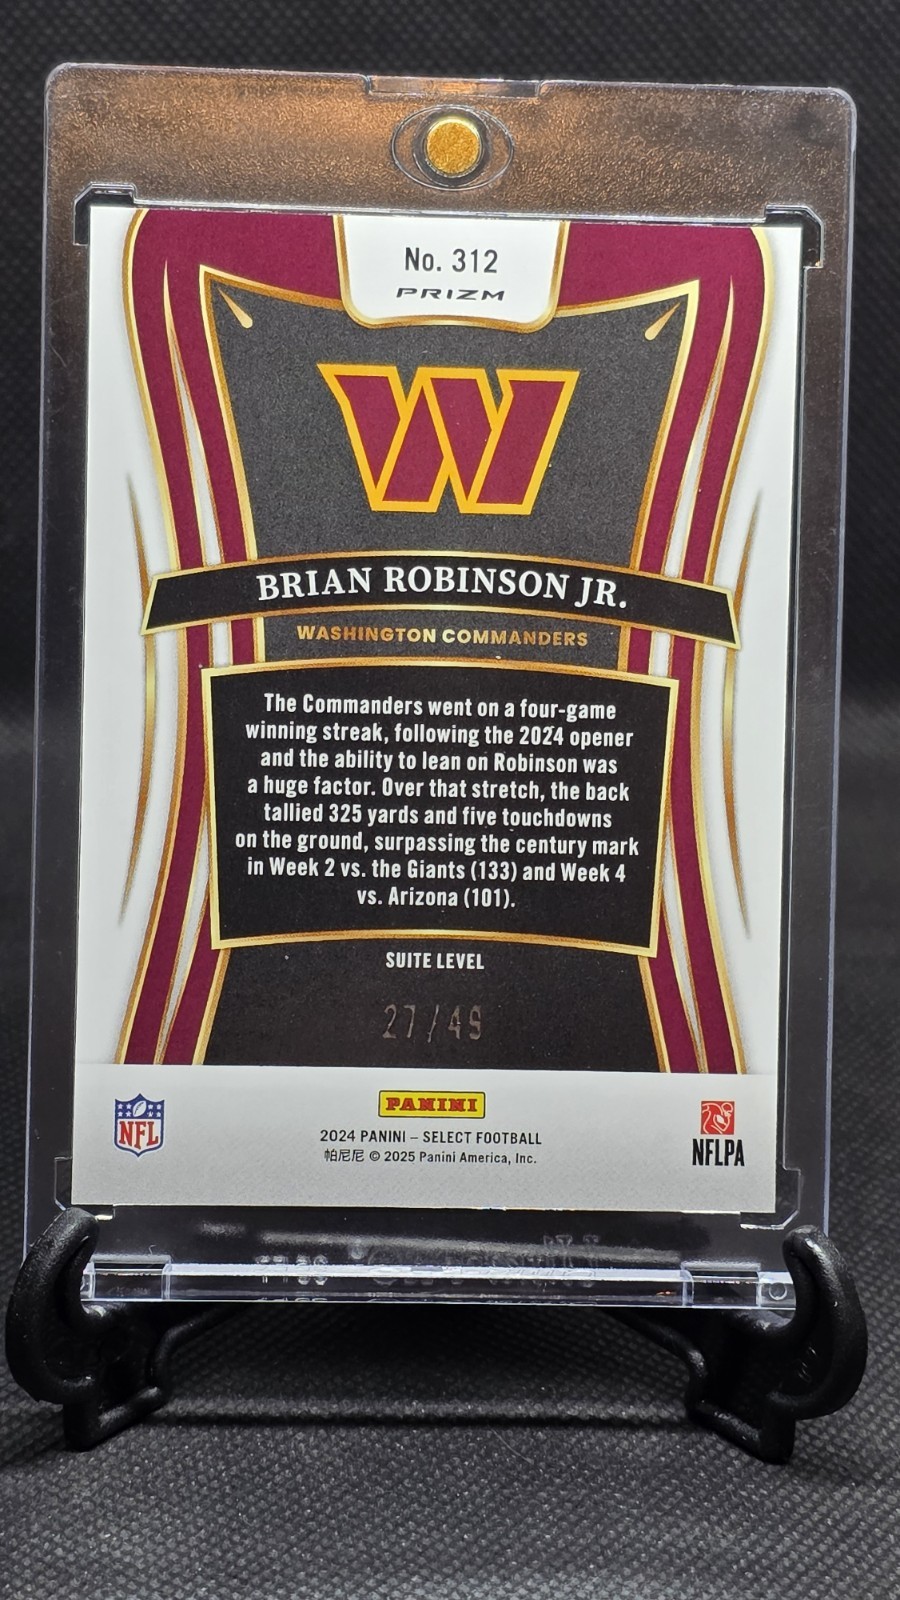 No. 312
PRIZM
W
BRIAN ROBINSON JR.
WASHINGTON COMMANDERS
The Commanders went on a four-game
winning streak, following the 2024 opener
and the ability to lean on Robinson was
a huge factor. Over that stretch, the back
tallied 325 yards and five touchdowns
on the ground, surpassing the century mark
in Week 2 vs. the Giants (133) and Week 4
vs. Arizona (101).
SUITE LEVEL
27/49
PANINI
NFL
2024 PANINI – SELECT FOOTBALL
帕尼尼 © 2025 Panini America, Inc.
NFLPA